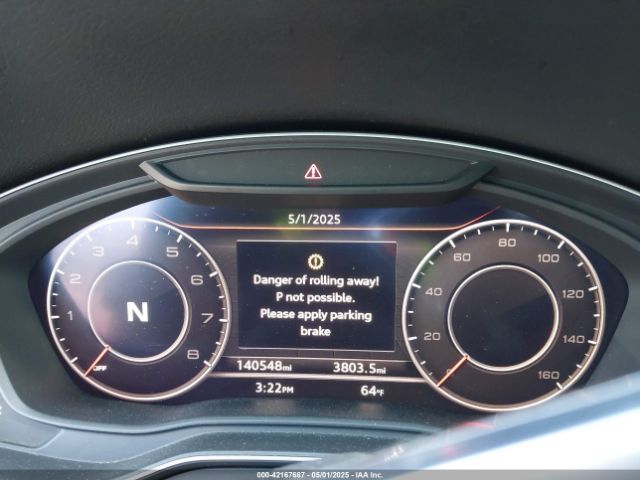 5/1/2025
Danger of rolling away!
P not possible.
Please apply parking
brake
140548mi 3803.5mi
3:22PM 64°F
N
OFF 1 2 3 4 5 6 7 8
20 40 60 80 100 120 140 160
00-42167687 - 05/01/2025 - IAAI, Inc.